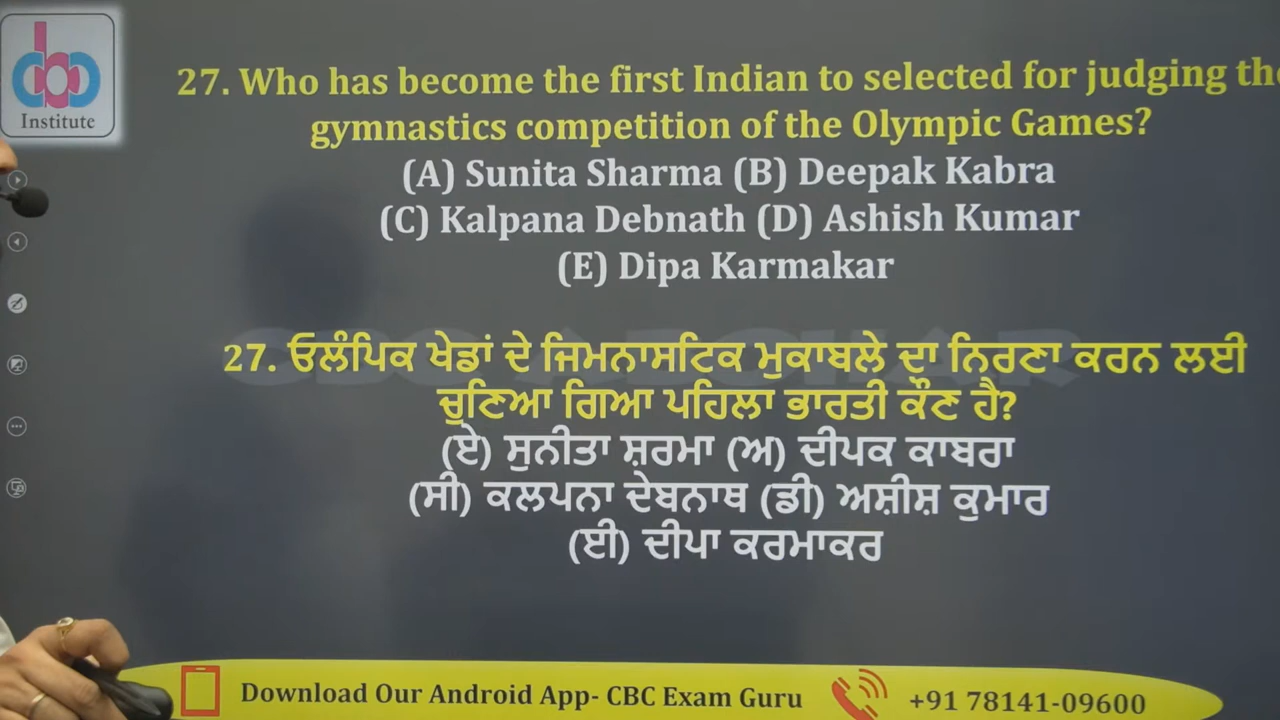 Institute
27. Who has become the first Indian to selected for judging the
gymnastics competition of the Olympic Games?
(A) Sunita Sharma (B) Deepak Kabra
(C) Kalpana Debnath (D) Ashish Kumar
(E) Dipa Karmakar
CBC ABOHAR
27. ਓਲੰਪਿਕ ਖੇਡਾਂ ਦੇ ਜਿਮਨਾਸਟਿਕ ਮੁਕਾਬਲੇ ਦਾ ਨਿਰਣਾ ਕਰਨ ਲਈ
ਚੁਣਿਆ ਗਿਆ ਪਹਿਲਾ ਭਾਰਤੀ ਕੌਣ ਹੈ?
(ਏ) ਸੁਨੀਤਾ ਸ਼ਰਮਾ (ਅ) ਦੀਪਕ ਕਾਬਰਾ
(ਸੀ) ਕਲਪਨਾ ਦੇਬਨਾਥ (ਡੀ) ਅਸ਼ੀਸ਼ ਕੁਮਾਰ
(ਈ) ਦੀਪਾ ਕਰਮਾਕਰ
Download Our Android App- CBC Exam Guru
+91 78141-09600